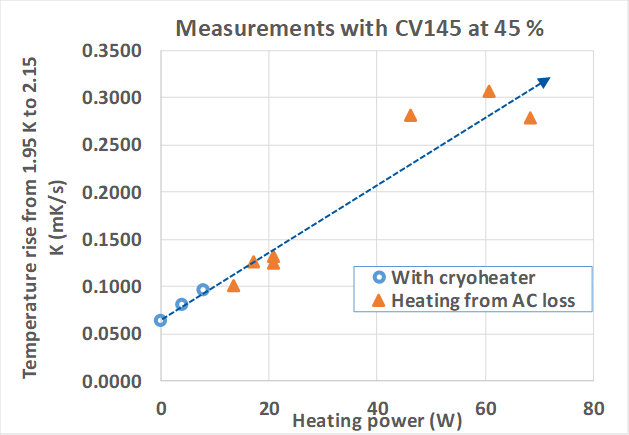 Measurements with CV145 at 45 %
Temperature rise from 1.95 K to 2.15
K (mK/s)
0.3500
0.3000
0.2500
0.2000
0.1500
0.1000
0.0500
0.0000
With cryoheater
Heating from AC loss
0
20
40
60
80
Heating power (W)